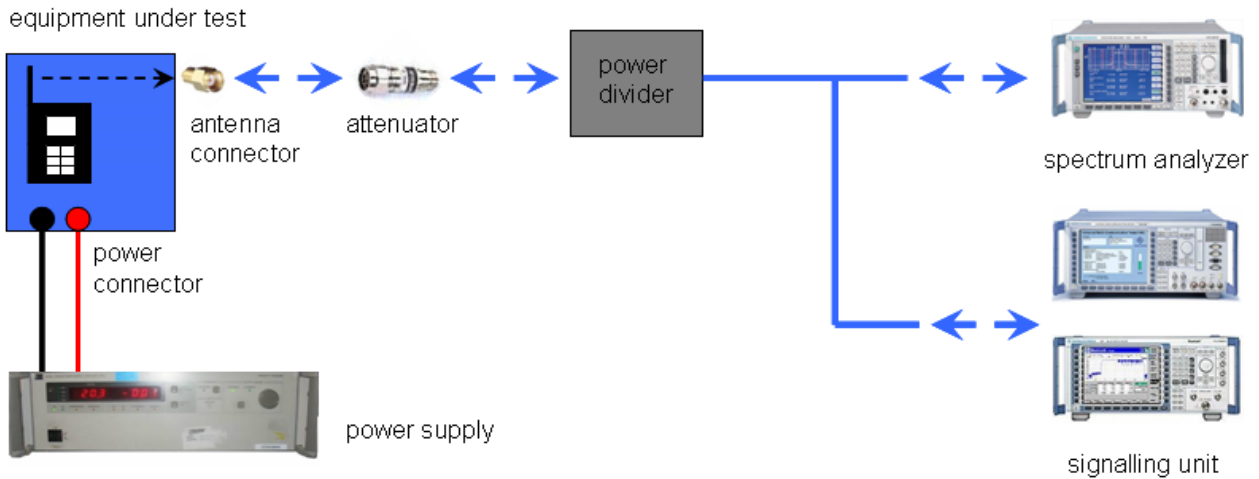 equipment under test
antenna
connector
attenuator
power
divider
spectrum analyzer
power
connector
power supply
signalling unit